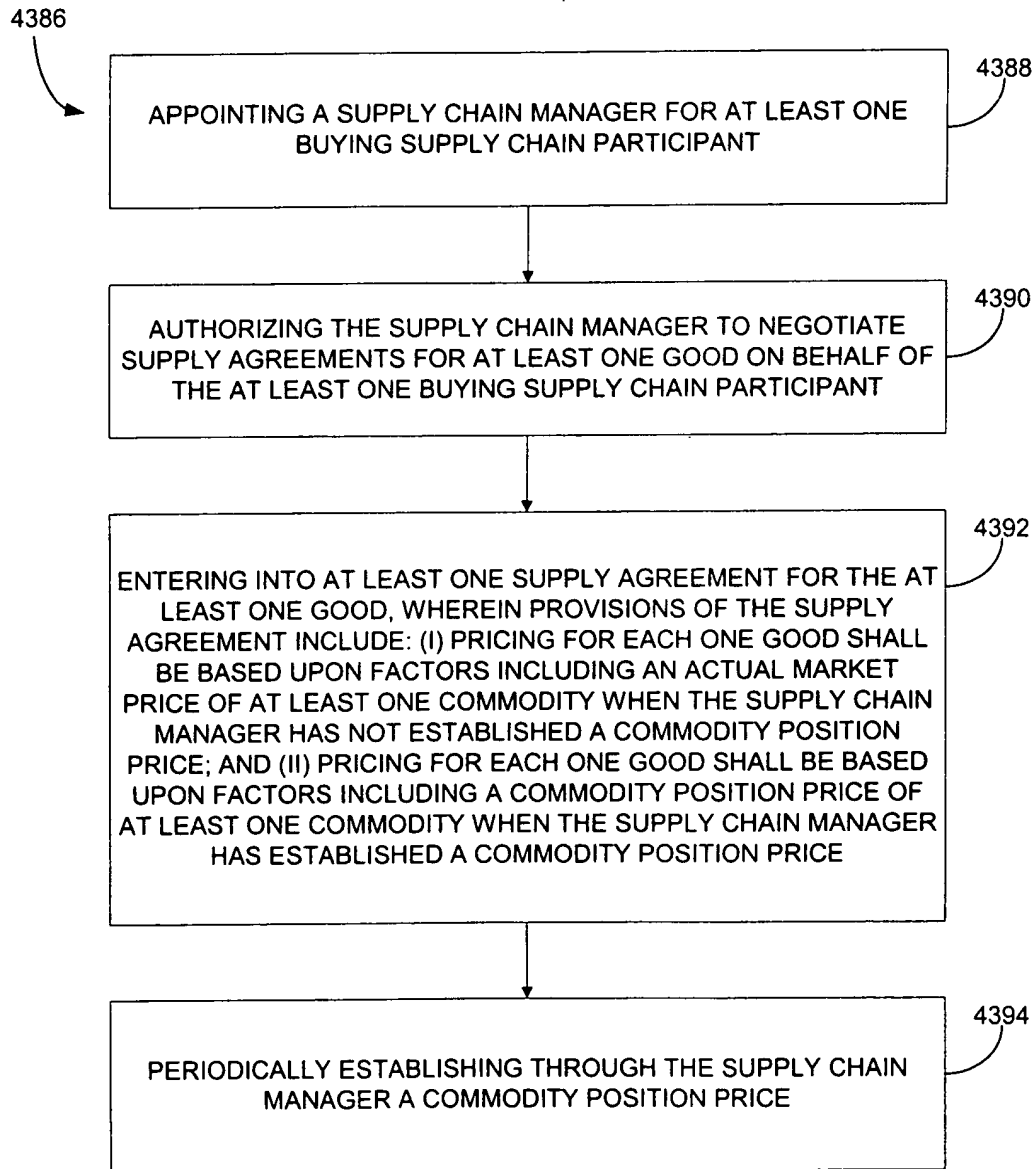 4386
4388
APPOINTING A SUPPLY CHAIN MANAGER FOR AT LEAST ONE
BUYING SUPPLY CHAIN PARTICIPANT
4390
AUTHORIZING THE SUPPLY CHAIN MANAGER TO NEGOTIATE
SUPPLY AGREEMENTS FOR AT LEAST ONE GOOD ON BEHALF OF
THE AT LEAST ONE BUYING SUPPLY CHAIN PARTICIPANT
4392
ENTERING INTO AT LEAST ONE SUPPLY AGREEMENT FOR THE AT
LEAST ONE GOOD, WHEREIN PROVISIONS OF THE SUPPLY
AGREEMENT INCLUDE: (I) PRICING FOR EACH ONE GOOD SHALL
BE BASED UPON FACTORS INCLUDING AN ACTUAL MARKET
PRICE OF AT LEAST ONE COMMODITY WHEN THE SUPPLY CHAIN
MANAGER HAS NOT ESTABLISHED A COMMODITY POSITION
PRICE; AND (II) PRICING FOR EACH ONE GOOD SHALL BE BASED
UPON FACTORS INCLUDING A COMMODITY POSITION PRICE OF
AT LEAST ONE COMMODITY WHEN THE SUPPLY CHAIN MANAGER
HAS ESTABLISHED A COMMODITY POSITION PRICE
4394
PERIODICALLY ESTABLISHING THROUGH THE SUPPLY CHAIN
MANAGER A COMMODITY POSITION PRICE